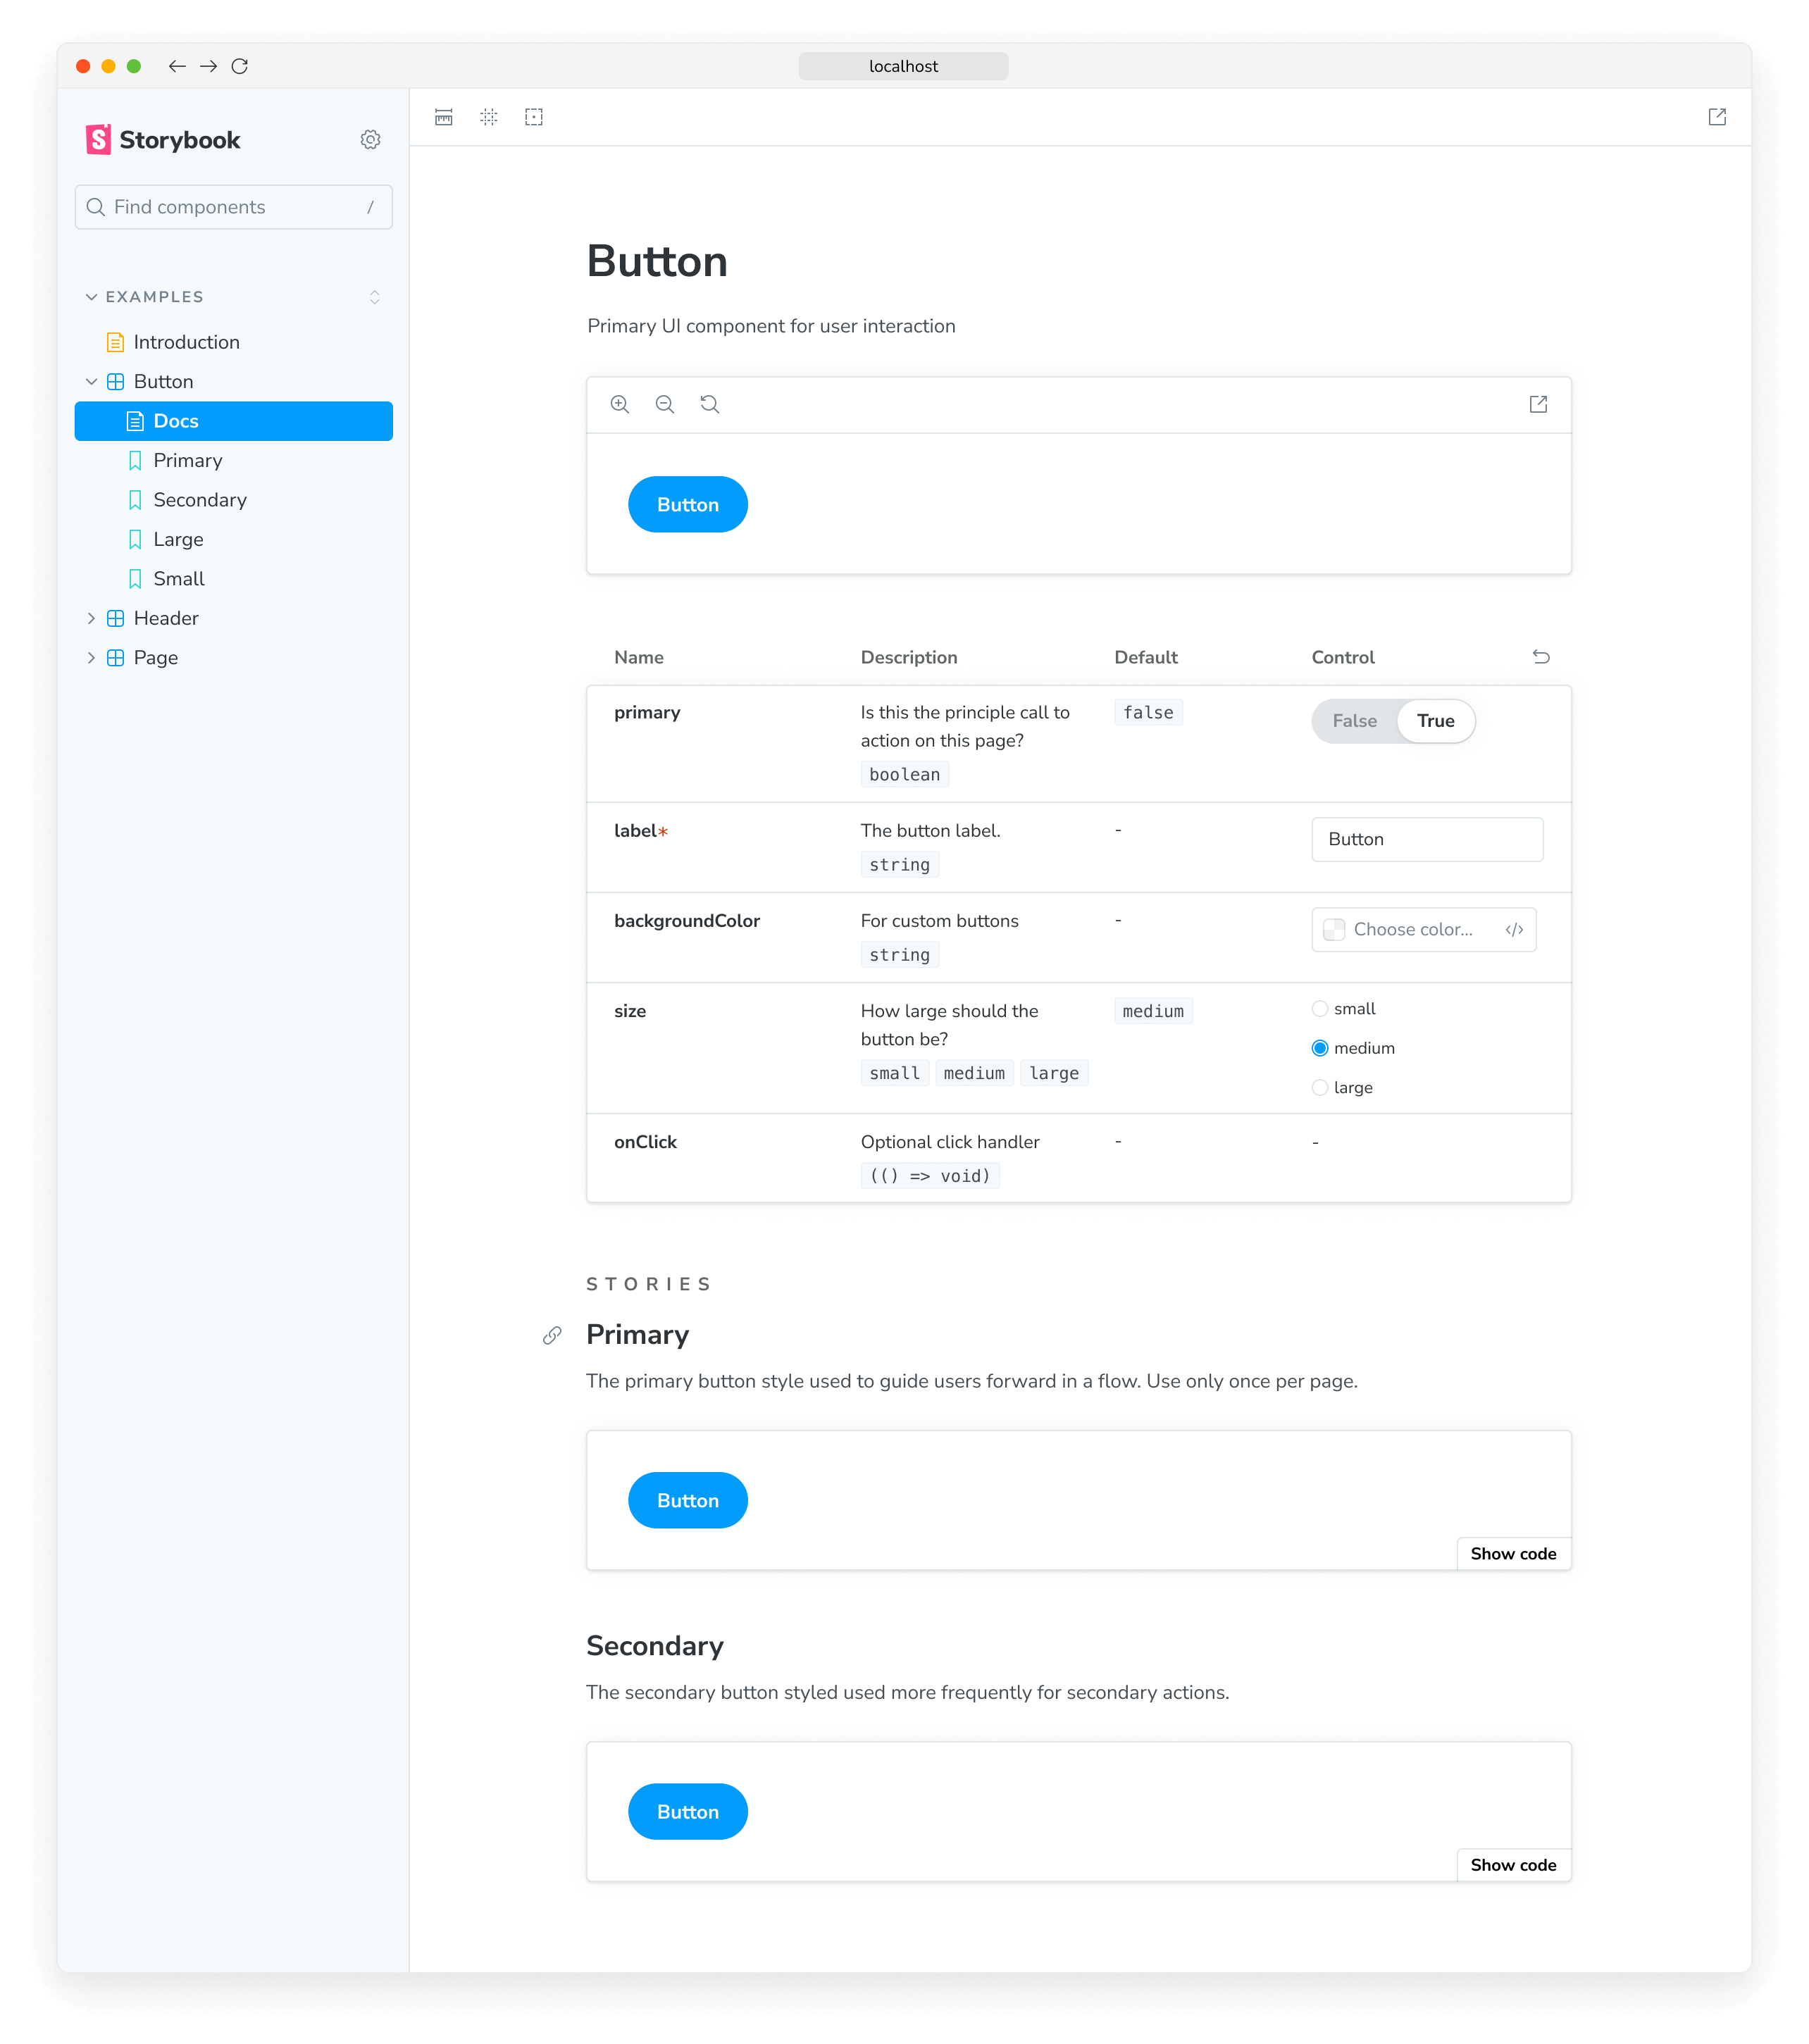 localhost
Storybook
Find components /
EXAMPLES
Introduction
Button
Docs
Primary
Secondary
Large
Small
Header
Page
Button
Primary UI component for user interaction
Button
Name Description Default Control
primary Is this the principle call to false False True
action on this page?
boolean
label* The button label. - Button
string
backgroundColor For custom buttons - Choose color... </>
string
size How large should the medium small
button be? medium
small medium large large
onClick Optional click handler - -
(() => void)
STORIES
Primary
The primary button style used to guide users forward in a flow. Use only once per page.
Button
Show code
Secondary
The secondary button styled used more frequently for secondary actions.
Button
Show code